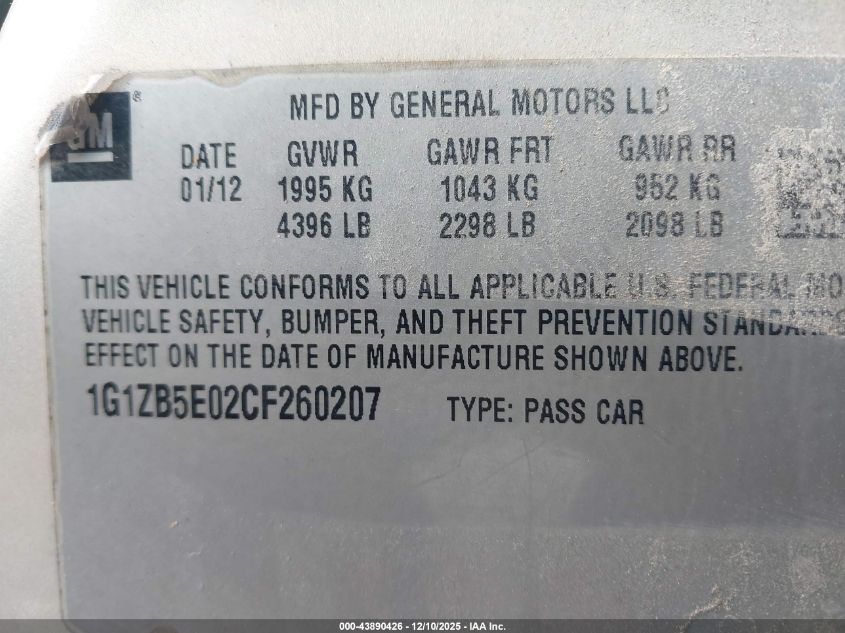 GM ®
MFD BY GENERAL MOTORS LLC
DATE GVWR GAWR FRT GAWR RR
01/12 1995 KG 1043 KG 952 KG
4396 LB 2298 LB 2098 LB
THIS VEHICLE CONFORMS TO ALL APPLICABLE U.S. FEDERAL MO
VEHICLE SAFETY, BUMPER, AND THEFT PREVENTION STANDARDS
EFFECT ON THE DATE OF MANUFACTURE SHOWN ABOVE.
1G1ZB5E02CF260207 TYPE: PASS CAR
000-43890426 - 12/10/2025 - IAA Inc.